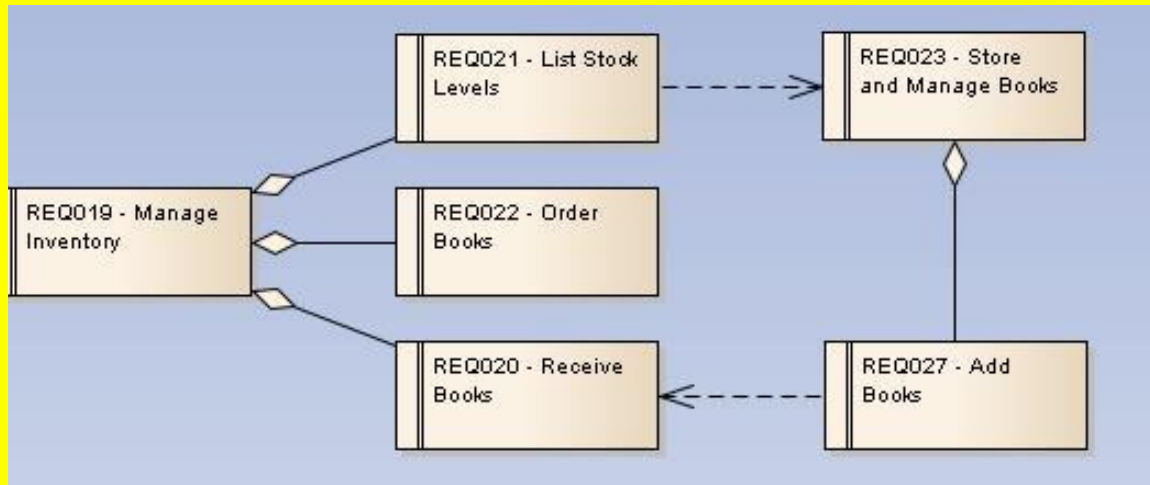 REQ021 - List Stock
Levels
REQ023 - Store
and Manage Books
REQ019 - Manage
Inventory
REQ022 - Order
Books
REQ020 - Receive
Books
REQ027 - Add
Books